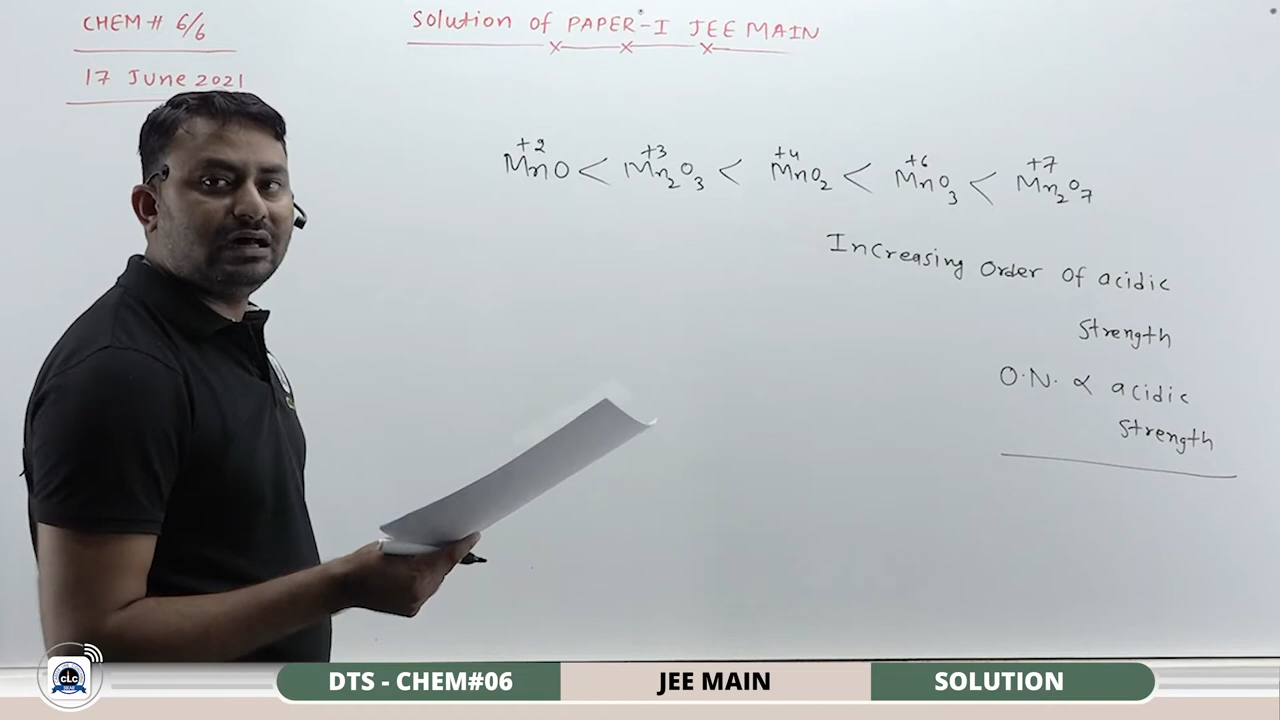 CHEM # 6/6
17 June 2021
Solution of PAPER-I JEE MAIN
+2 +3 +4 +6 +7
MnO < Mn₂O₃ < MnO₂ < MnO₃ < Mn₂O₇
Increasing order of acidic
Strength
O.N. ∝ acidic
Strength
CLC
DTS - CHEM#06
JEE MAIN
SOLUTION